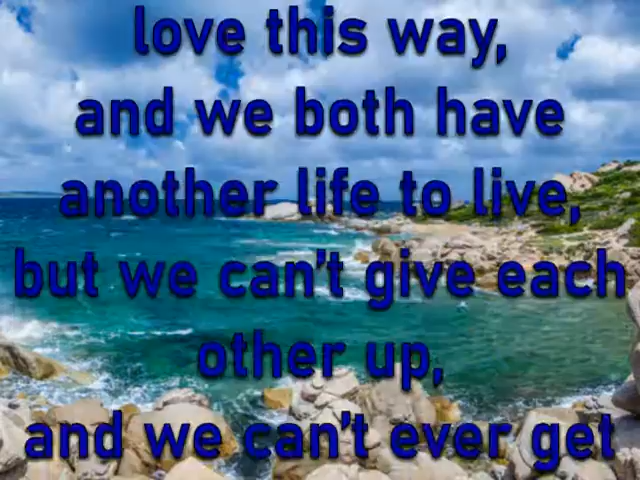 love this way,
and we both have
another life to live,
but we can't give each
other up,
and we can't ever get